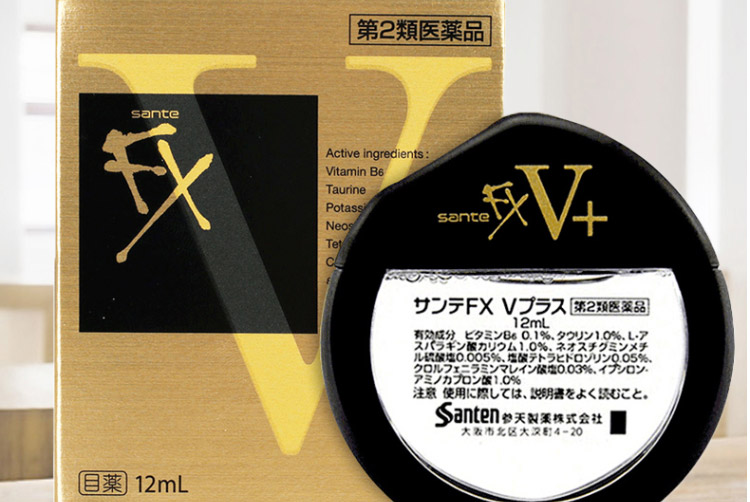 第2類医薬品
V
sante
FX
Active ingredients:
Vitamin B6
Taurine
目薬 12mL
sante FX V+
サンテFX Vプラス 第2類医薬品
12mL
有効成分 ビタミンB6 0.1%、タウリン1.0%、L-ア
スパラギン酸カリウム1.0%、ネオスチグミンメチ
ル硫酸塩0.005%、塩酸テトラヒドロゾリン0.05%、
クロルフェニラミンマレイン酸塩0.03%、イプシロン-
アミノカプロン酸1.0%
注意 使用に際しては、説明書をよく読むこと。
Santen 参天製薬株式会社
大阪市北区大深町4-20